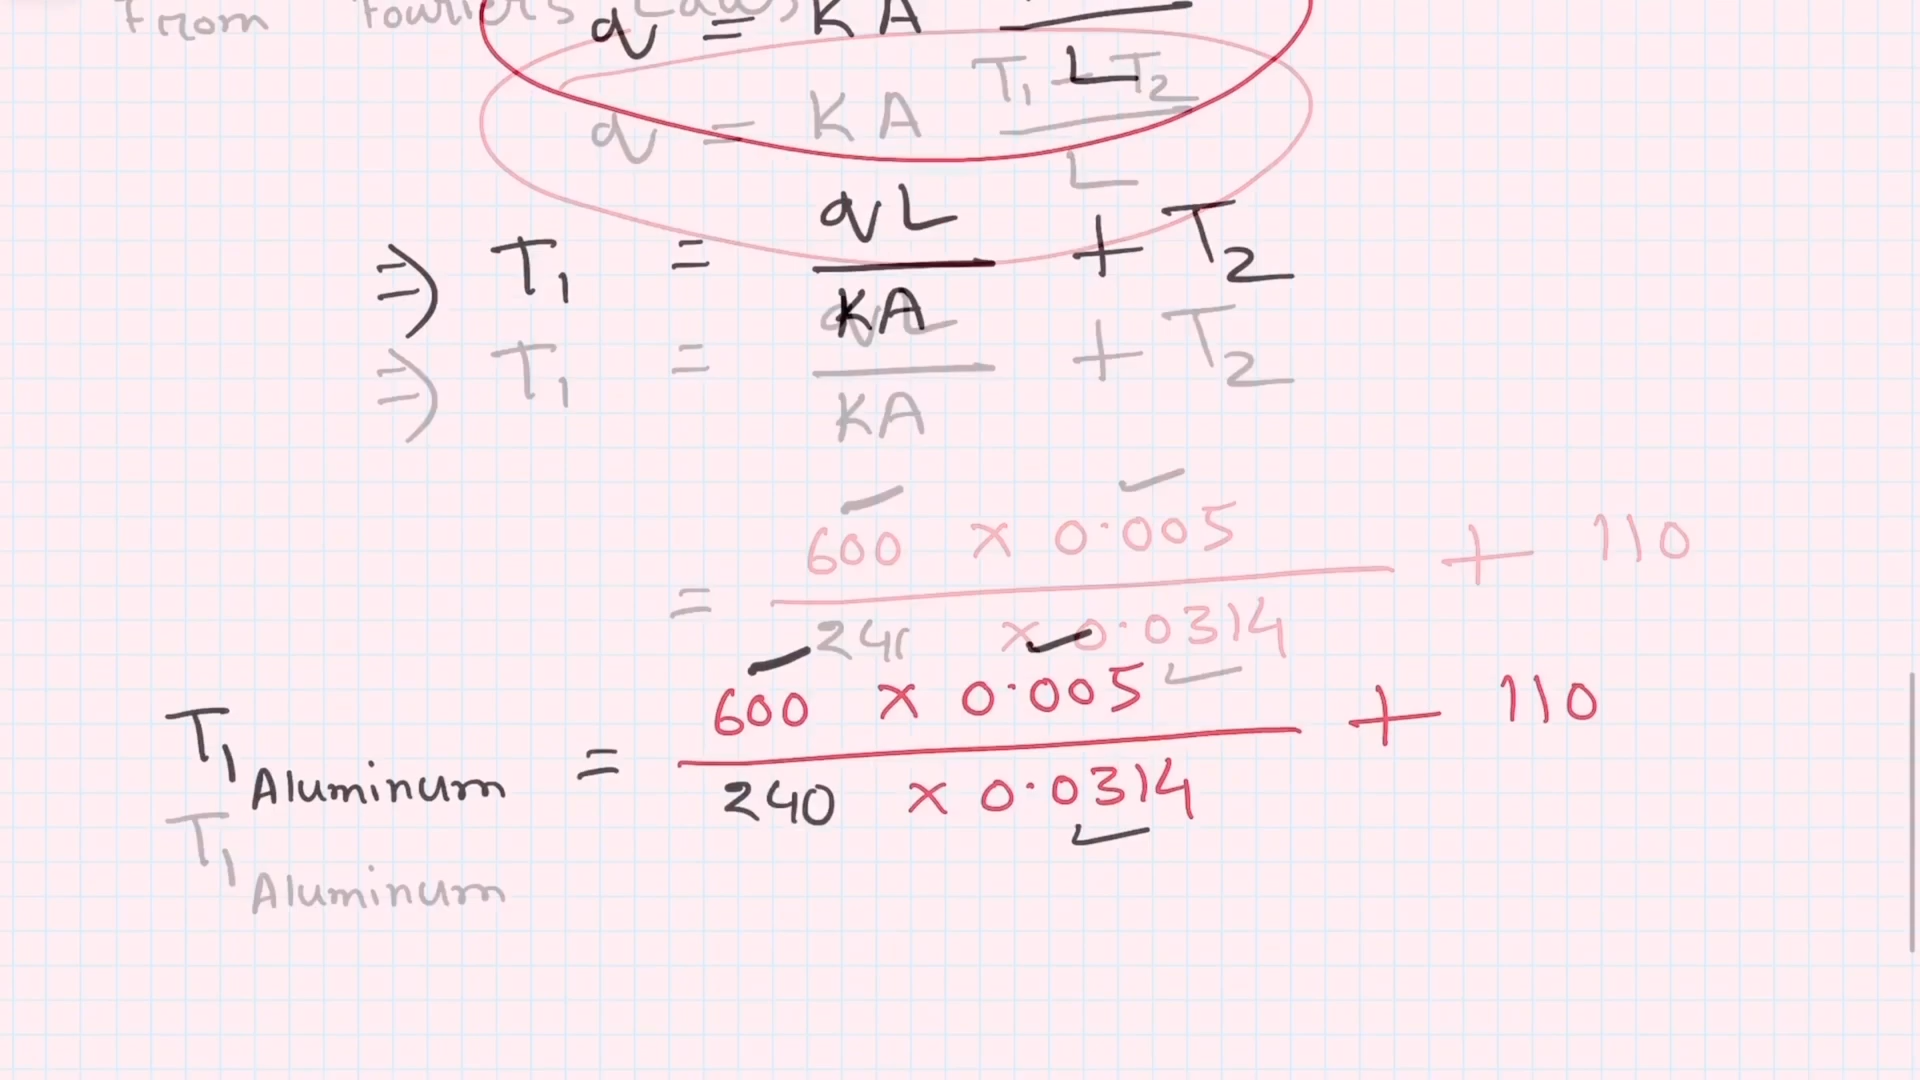 From Fourier's Law,
q = KA
T1 - T2
q = KA
L
L
qL
=> T1 = + T2
KA
qL
=> T1 = + T2
KA
600 × 0.005
= + 110
240 × 0.0314
600 × 0.005
T1 Aluminum = + 110
240 × 0.0314
T1 Aluminum